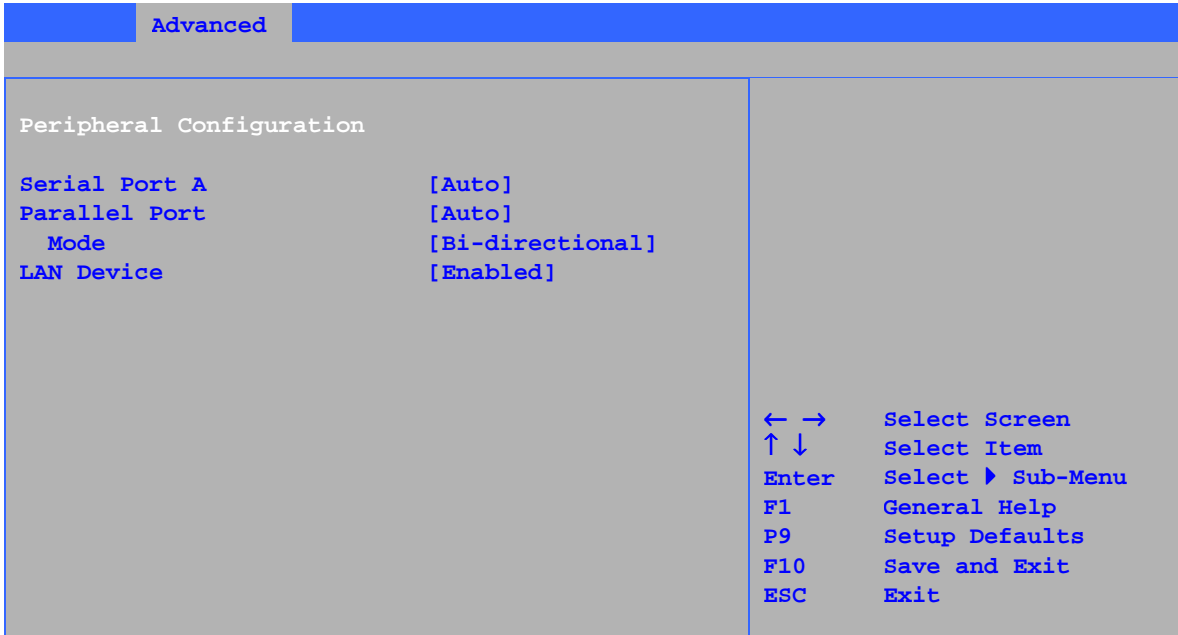 Advanced
Peripheral Configuration
Serial Port A [Auto]
Parallel Port [Auto]
Mode [Bi-directional]
LAN Device [Enabled]
← → Select Screen
↑ ↓ Select Item
Enter Select ▶ Sub-Menu
F1 General Help
P9 Setup Defaults
F10 Save and Exit
ESC Exit